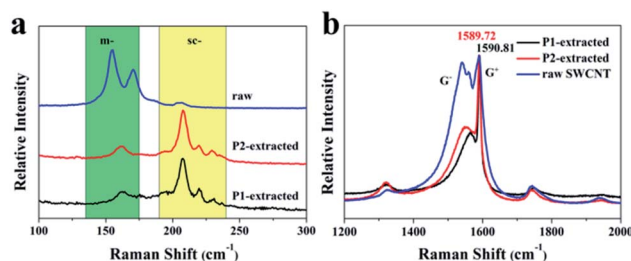 a
m-
sc-
raw
P2-extracted
P1-extracted
Relative Intensity
100 150 200 250 300
Raman Shift (cm⁻¹)
b
1589.72
1590.81
G⁻
G⁺
P1-extracted
P2-extracted
raw SWCNT
Relative Intensity
1200 1400 1600 1800 2000
Raman Shift (cm⁻¹)